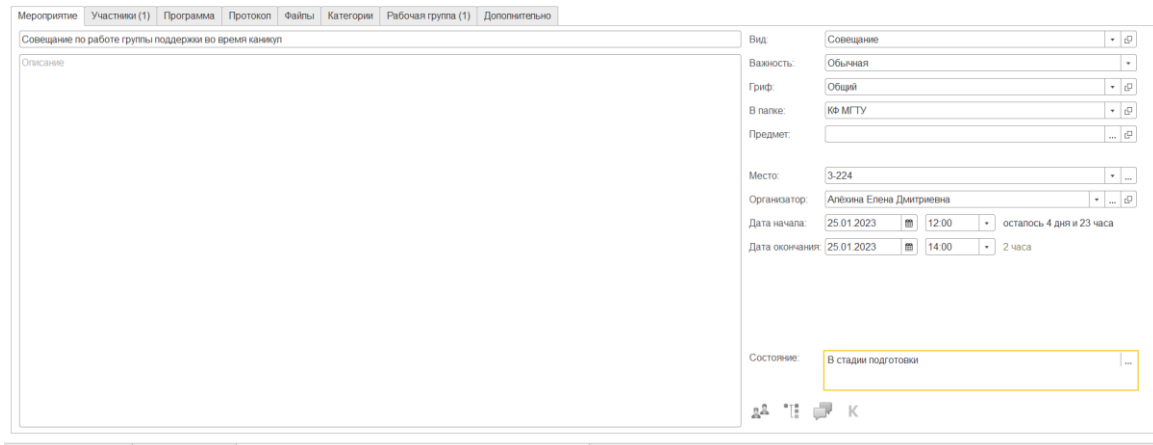 Мероприятие Участники (1) Программа Протокол Файлы Категории Рабочая группа (1) Дополнительно
Совещание по работе группы поддержки во время каникул
Описание
Вид: Совещание
Важность: Обычная
Гриф: Общий
В папке: КФ МГТУ
Предмет: ...
Место: 3-224 ...
Организатор: Алёхина Елена Дмитриевна ...
Дата начала: 25.01.2023 12:00 осталось 4 дня и 23 часа
Дата окончания: 25.01.2023 14:00 2 часа
Состояние: В стадии подготовки ...
К